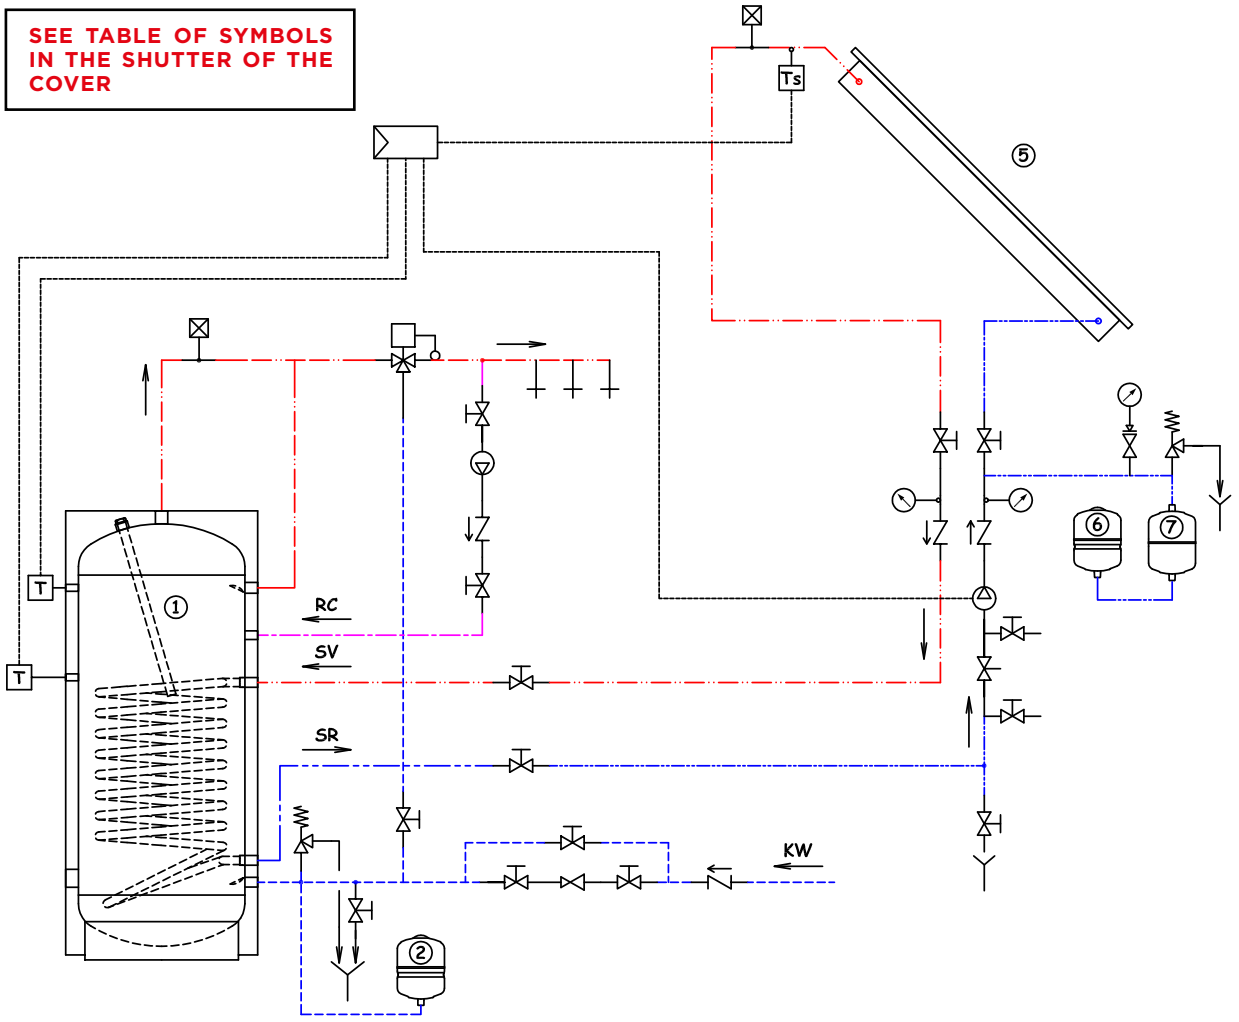 SEE TABLE OF SYMBOLS
IN THE SHUTTER OF THE
COVER
Ts
5
6
7
T
1
RC
SV
T
SR
KW
2